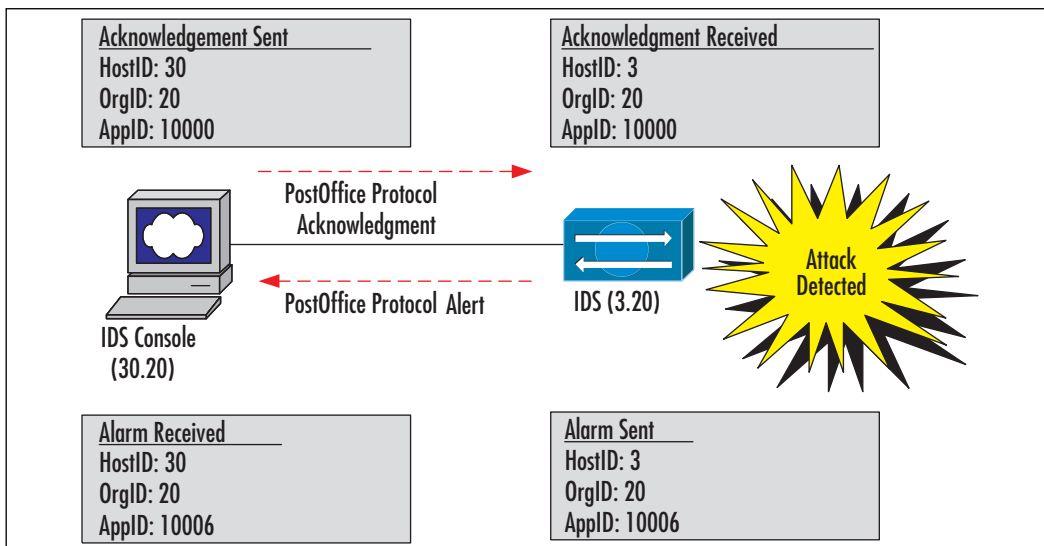 Acknowledgement Sent
HostID: 30
OrgID: 20
AppID: 10000
Acknowledgment Received
HostID: 3
OrgID: 20
AppID: 10000
PostOffice Protocol
Acknowledgment
PostOffice Protocol Alert
IDS Console
(30.20)
IDS (3.20)
Attack
Detected
Alarm Received
HostID: 30
OrgID: 20
AppID: 10006
Alarm Sent
HostID: 3
OrgID: 20
AppID: 10006